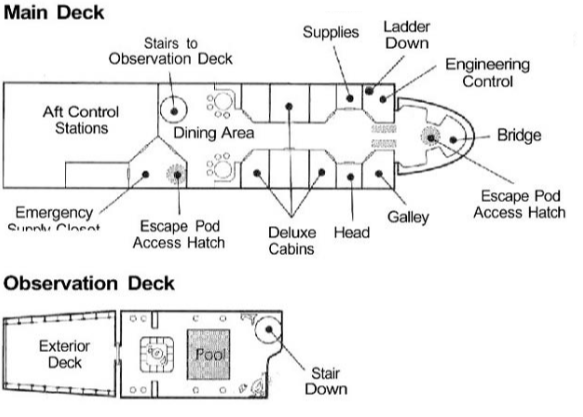 Main Deck
Stairs to
Observation Deck
Supplies
Ladder
Down
Engineering
Control
Aft Control
Stations
Dining Area
Bridge
Escape Pod
Access Hatch
Emergency
Supply Closet
Escape Pod
Access Hatch
Deluxe
Cabins
Head
Galley
Observation Deck
Exterior
Deck
Pool
Stair
Down